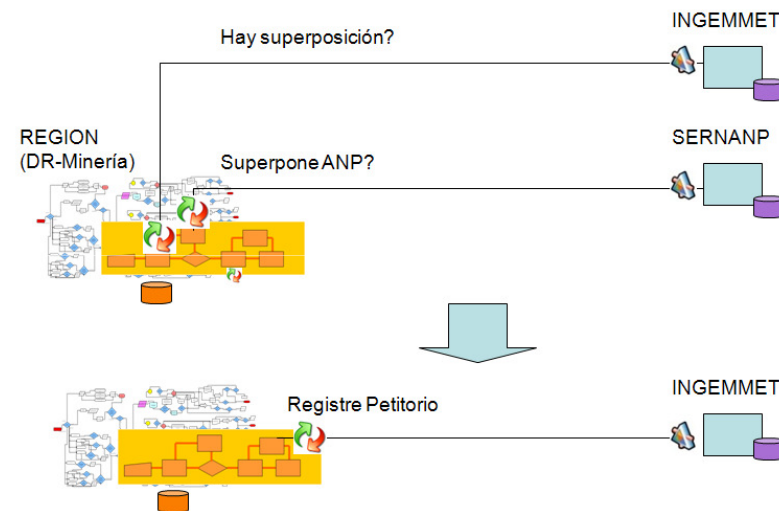 INGEMMET
Hay superposición?
REGION
(DR-Minería)
SERNANP
Superpone ANP?
INGEMMET
Registre Petitorio